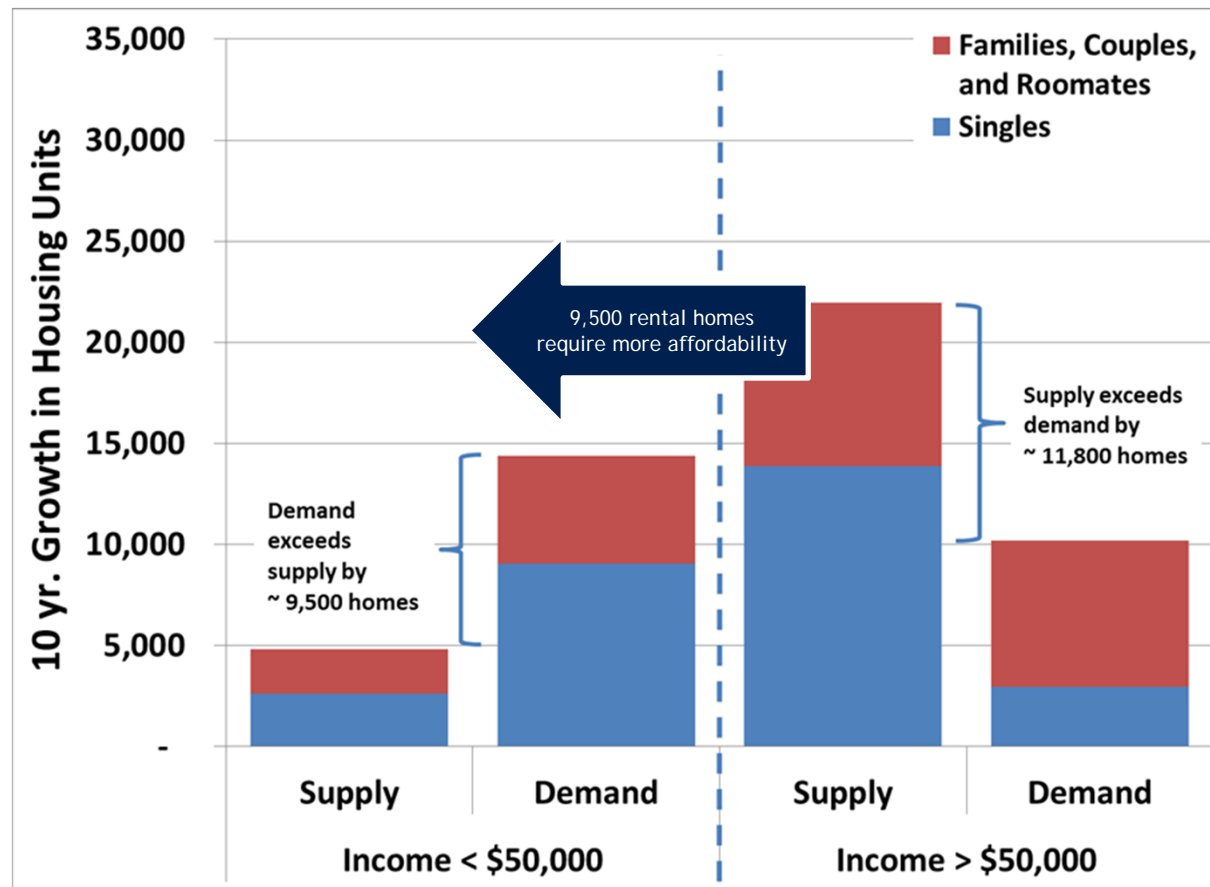 10 yr. Growth in Housing Units
35,000
30,000
25,000
20,000
15,000
10,000
5,000
-
Families, Couples,
and Roomates
Singles
9,500 rental homes
require more affordability
Demand
exceeds
supply by
~ 9,500 homes
Supply exceeds
demand by
~ 11,800 homes
Supply
Demand
Supply
Demand
Income < $50,000
Income > $50,000